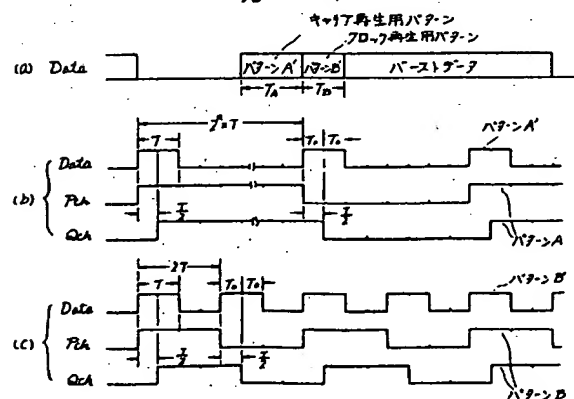 キャリア再生用パターン
クロック再生用パターン
(a) Data パターンA' パターンB' バーストデータ
T_A T_B
2ⁿ×T
T T₀ T₀ パターンA'
Data
(b) Pch
T/2 T/2
Qch パターンA
2T
T T₀ T₀ パターンB'
Data
(c) Pch
T/2 T/2
Qch パターンB